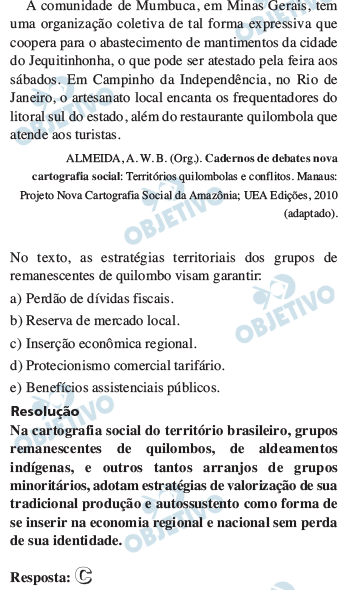 A comunidade de Mumbuca, em Minas Gerais, tem
uma organização coletiva de tal forma expressiva que
coopera para o abastecimento de mantimentos da cidade
do Jequitinhonha, o que pode ser atestado pela feira aos
sábados. Em Campinho da Independência, no Rio de
Janeiro, o artesanato local encanta os frequentadores do
litoral sul do estado, além do restaurante quilombola que
atende aos turistas.
ALMEIDA, A. W. B. (Org.). Cadernos de debates nova
cartografia social: Territórios quilombolas e conflitos. Manaus:
Projeto Nova Cartografia Social da Amazônia; UEA Edições, 2010
(adaptado).
No texto, as estratégias territoriais dos grupos de
remanescentes de quilombo visam garantir:
a) Perdão de dívidas fiscais.
b) Reserva de mercado local.
c) Inserção econômica regional.
d) Protecionismo comercial tarifário.
e) Benefícios assistenciais públicos.
Resolução
Na cartografia social do território brasileiro, grupos
remanescentes de quilombos, de aldeamentos
indígenas, e outros tantos arranjos de grupos
minoritários, adotam estratégias de valorização de sua
tradicional produção e autossustento como forma de
se inserir na economia regional e nacional sem perda
de sua identidade.
Resposta: C
OBJETIVO
OBJETIVO
OBJETIVO
OBJETIVO
OBJETIVO
OBJETIVO